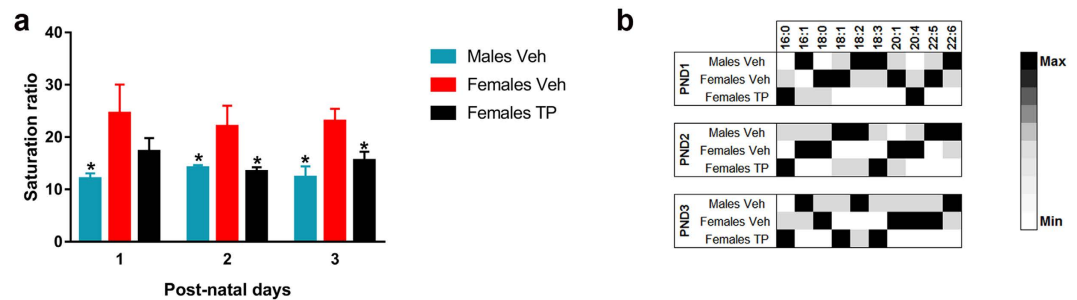 a
Saturation ratio
40
30
20
10
0
* * * * *
1 2 3
Post-natal days
Males Veh
Females Veh
Females TP
b
16:0 16:1 18:0 18:1 18:2 18:3 20:1 20:4 22:5 22:6
PND1
Males Veh
Females Veh
Females TP
PND2
Males Veh
Females Veh
Females TP
PND3
Males Veh
Females Veh
Females TP
Max
Min